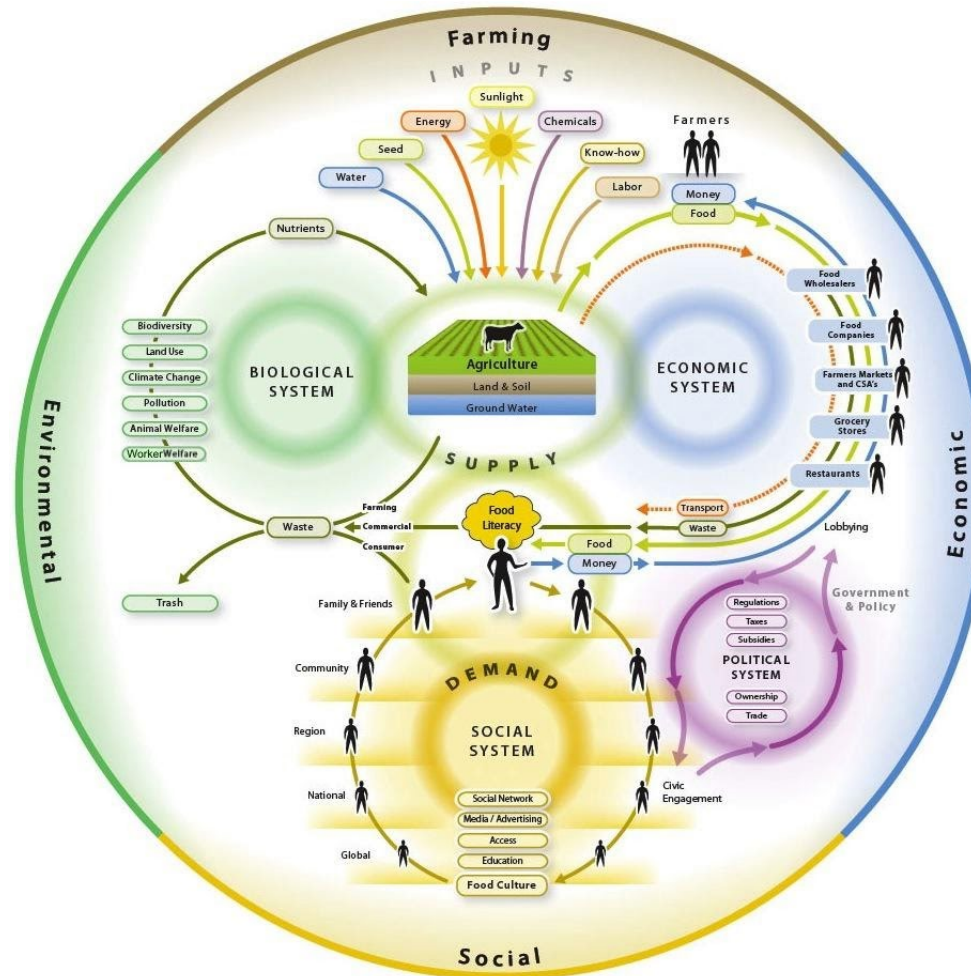 Farming
INPUTS
Sunlight
Energy
Chemicals
Farmers
Seed
Know-how
Water
Labor
Money
Food
Nutrients
Food
Wholesalers
Biodiversity
Land Use
Climate Change
Pollution
Animal Welfare
WorkerWelfare
BIOLOGICAL
SYSTEM
Agriculture
Land & Soil
Ground Water
ECONOMIC
SYSTEM
Food
Companies
Farmers Markets
and CSA's
Grocery
Stores
Restaurants
Environmental
Economic
SUPPLY
Farming
Commercial
Consumer
Waste
Trash
Food
Literacy
Transport
Waste
Food
Money
Lobbying
Government
& Policy
Family & Friends
Community
Region
National
Global
DEMAND
SOCIAL
SYSTEM
Social Network
Media / Advertising
Access
Education
Food Culture
Regulations
Taxes
Subsidies
POLITICAL
SYSTEM
Ownership
Trade
Civic
Engagement
Social